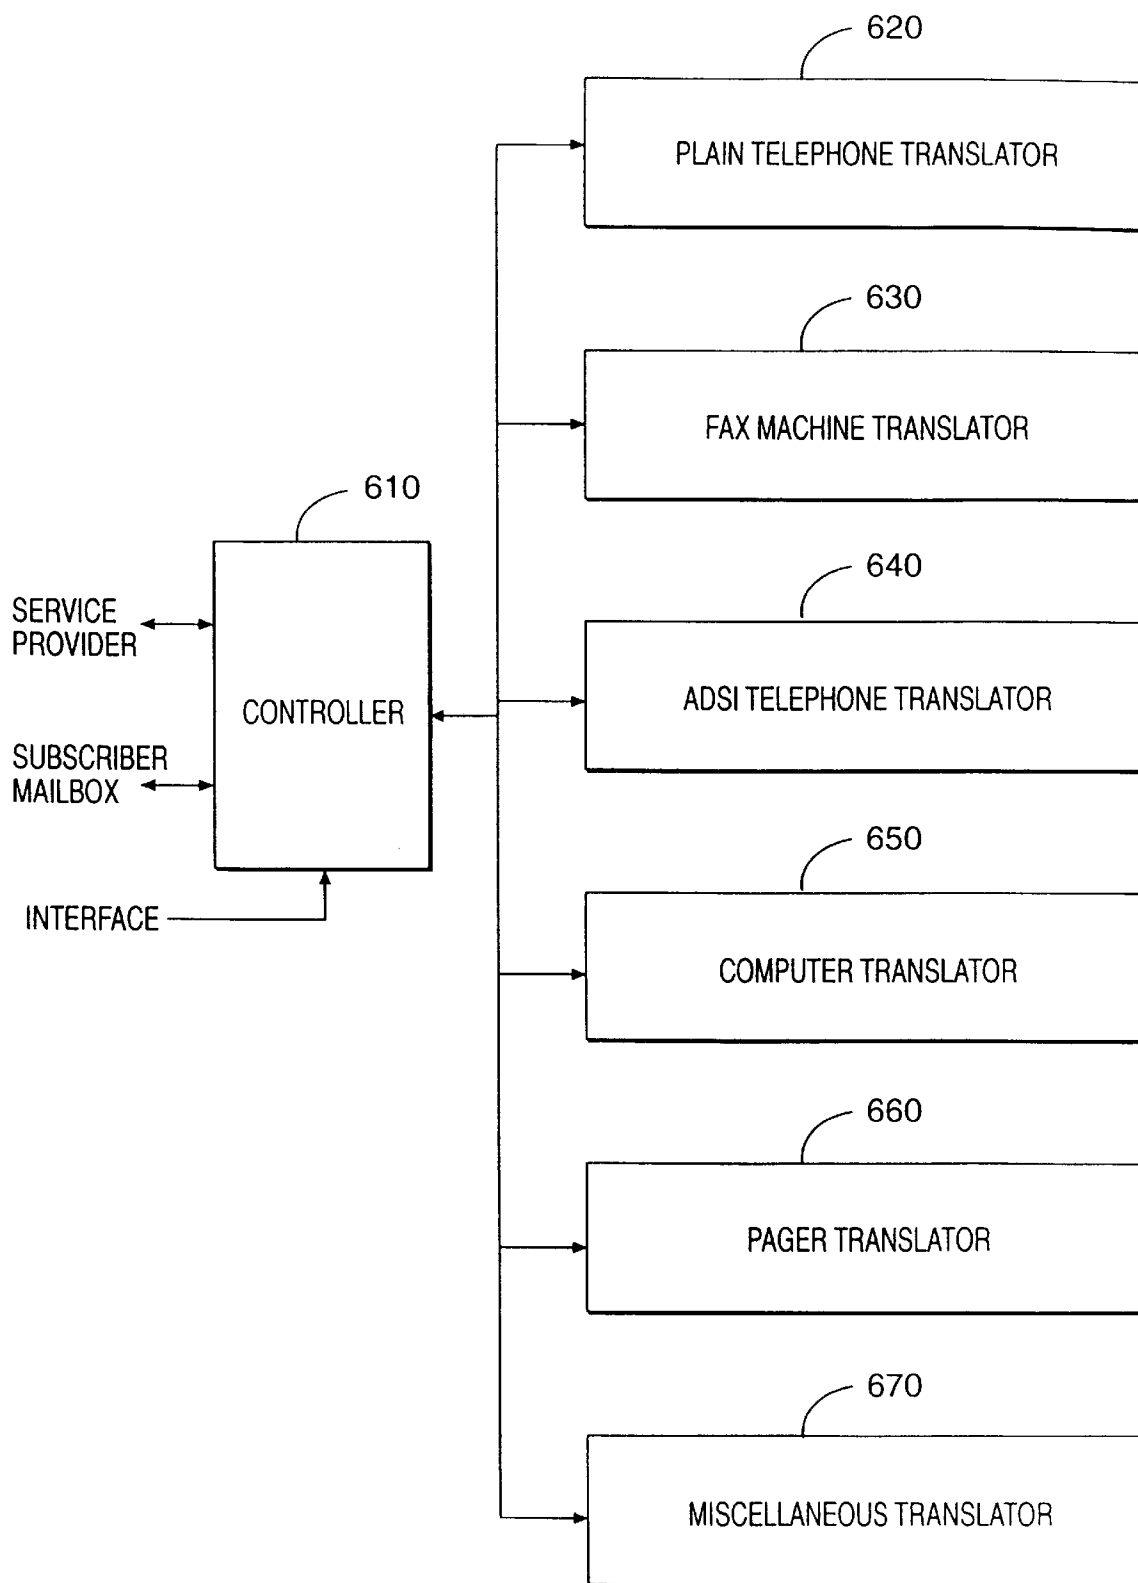 620
PLAIN TELEPHONE TRANSLATOR
630
FAX MACHINE TRANSLATOR
610
SERVICE
PROVIDER
CONTROLLER
SUBSCRIBER
MAILBOX
INTERFACE
640
ADSI TELEPHONE TRANSLATOR
650
COMPUTER TRANSLATOR
660
PAGER TRANSLATOR
670
MISCELLANEOUS TRANSLATOR